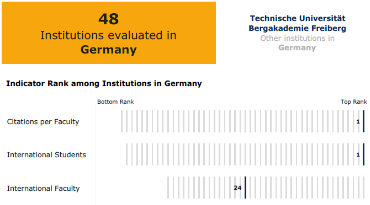 48
Institutions evaluated in
Germany
Technische Universität
Bergakademie Freiberg
Other institutions in
Germany
Indicator Rank among Institutions in Germany
Bottom Rank
Top Rank
Citations per Faculty
1
International Students
1
International Faculty
24